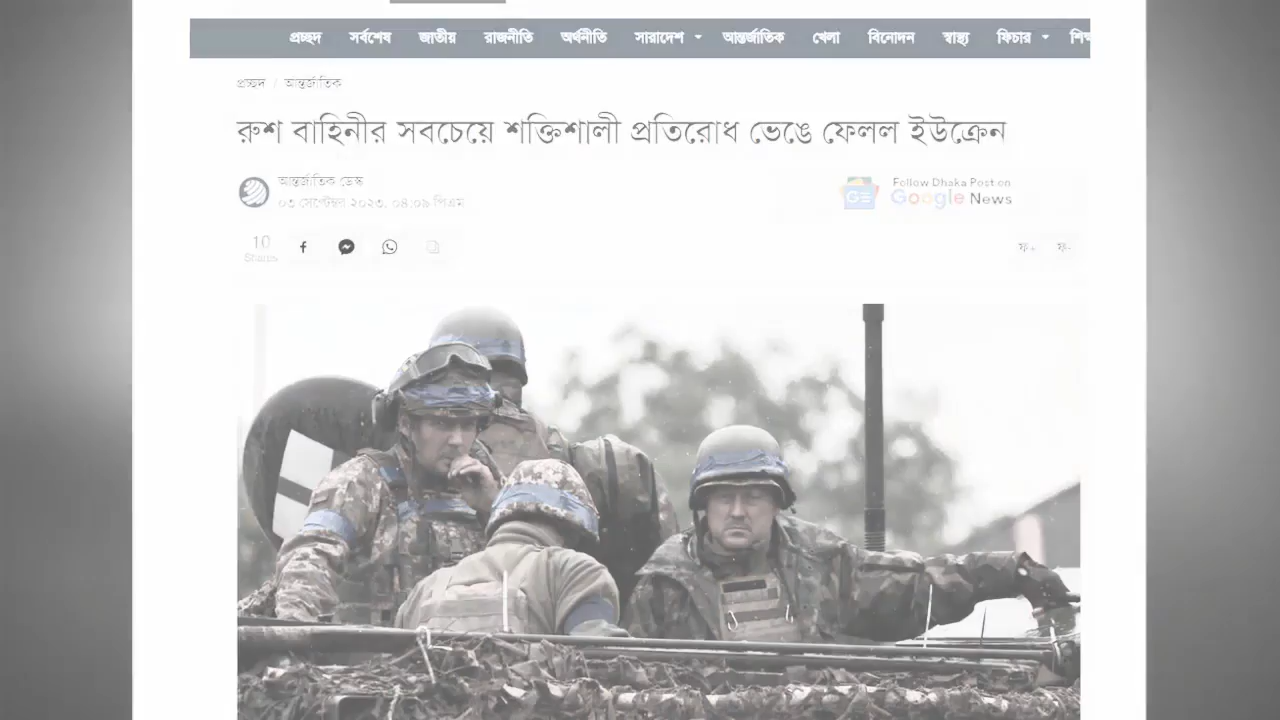 প্রচ্ছদ সর্বশেষ জাতীয় রাজনীতি অর্থনীতি সারাদেশ আন্তর্জাতিক খেলা বিনোদন স্বাস্থ্য ফিচার
প্রচ্ছদ / আন্তর্জাতিক
রুশ বাহিনীর সবচেয়ে শক্তিশালী প্রতিরোধ ভেঙে ফেলল ইউক্রেন
আন্তর্জাতিক ডেস্ক
০৩ সেপ্টেম্বর ২০২৩, ০৪:০৯ পিএম
Follow Dhaka Post on
Google News
10
Shares
ফ+ ফ-